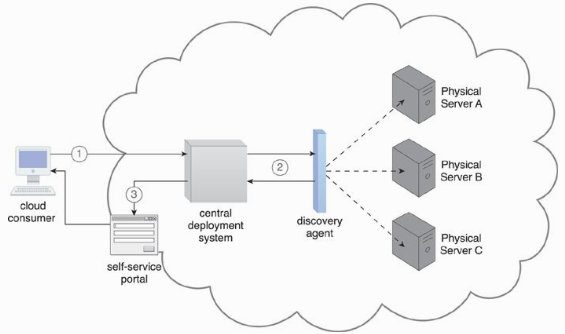 1
2
3
cloud
consumer
central
deployment
system
discovery
agent
self-service
portal
Physical
Server A
Physical
Server B
Physical
Server C